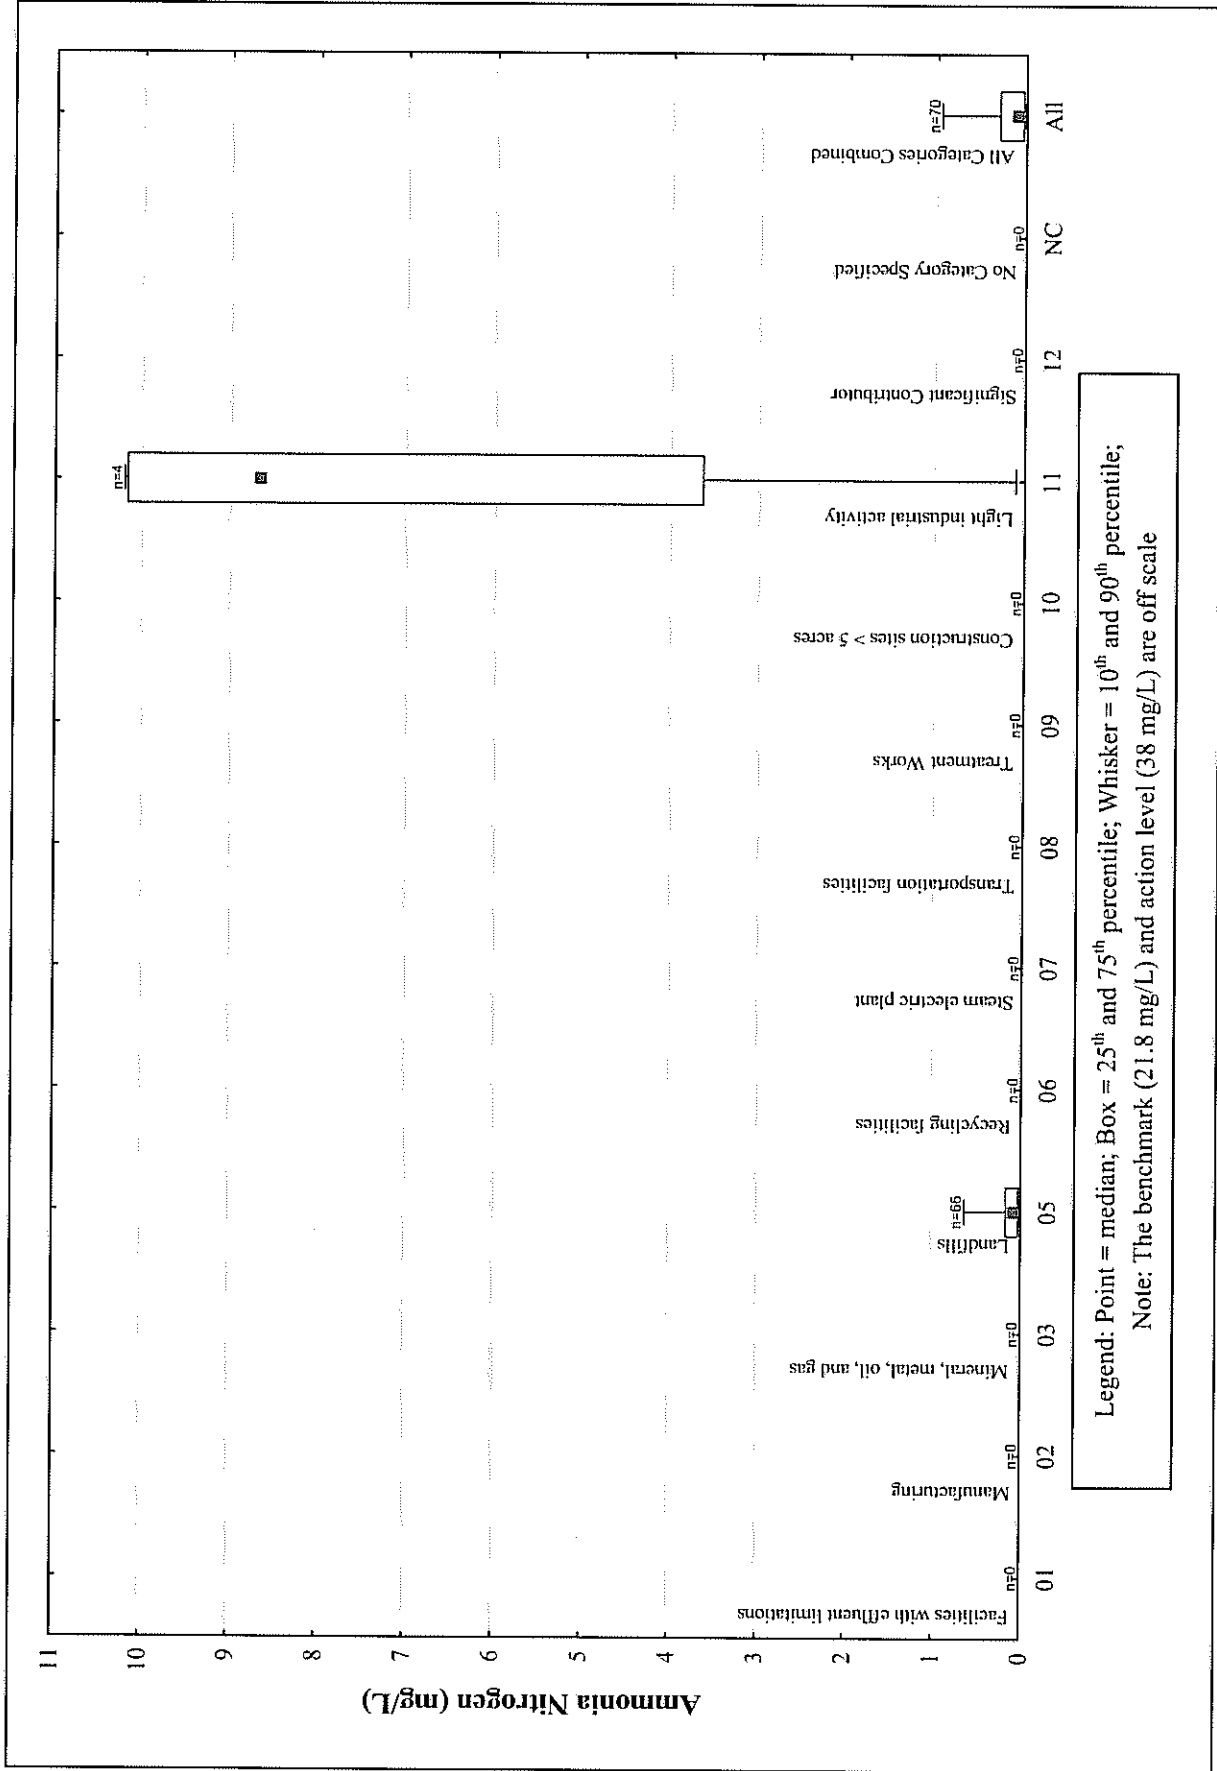 Ammonia Nitrogen (mg/L)
11
10
9
8
7
6
5
4
3
2
1
0
n=0
n=0
n=0
n=66
n=0
n=0
n=0
n=0
n=0
n=4
n=0
n=0
n=70
Facilities with effluent limitations
Manufacturing
Mineral, metal, oil, and gas
Landfills
Recycling facilities
Steam electric plant
Transportation facilities
Treatment Works
Construction sites > 5 acres
Light industrial activity
Significant Contributor
No Category Specified
All Categories Combined
01
02
03
05
06
07
08
09
10
11
12
NC
All
Legend: Point = median; Box = 25th and 75th percentile; Whisker = 10th and 90th percentile;
Note: The benchmark (21.8 mg/L) and action level (38 mg/L) are off scale